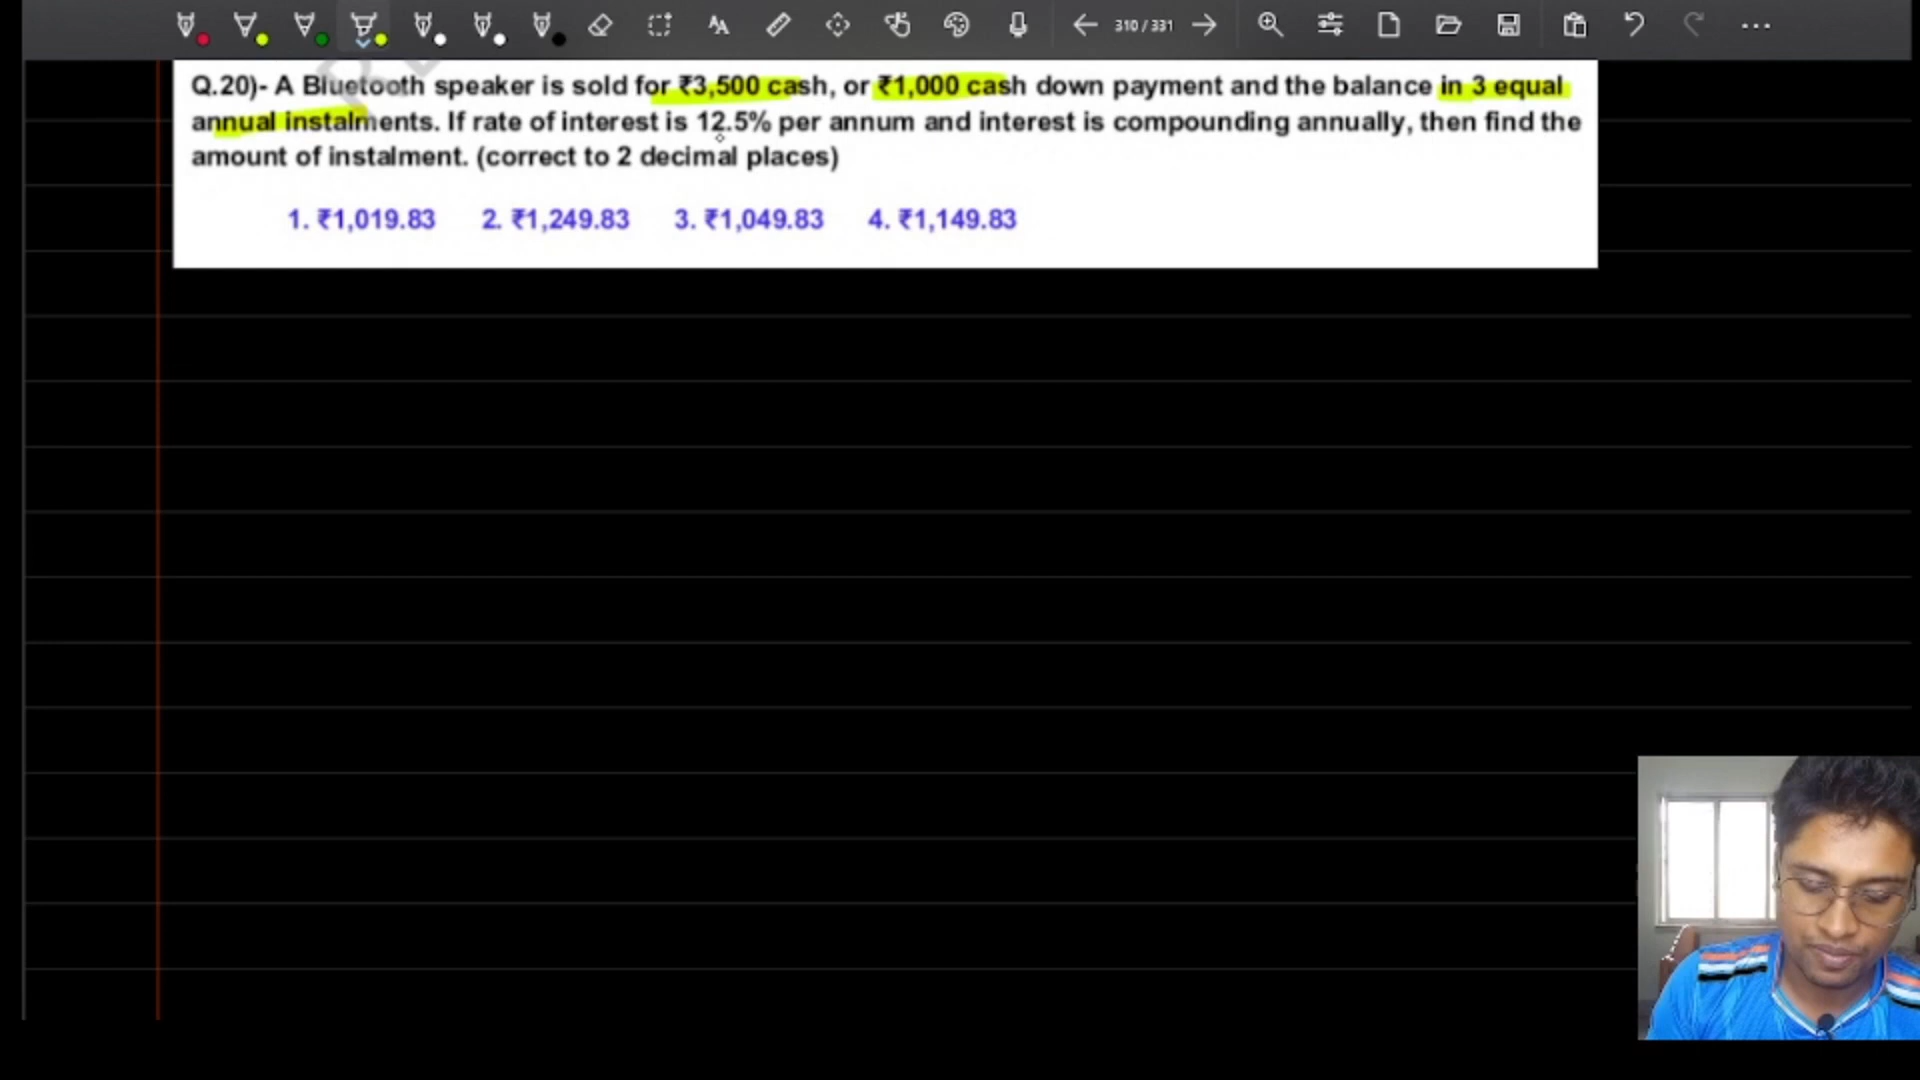 310 / 331
Q.20)- A Bluetooth speaker is sold for ₹3,500 cash, or ₹1,000 cash down payment and the balance in 3 equal
annual instalments. If rate of interest is 12.5% per annum and interest is compounding annually, then find the
amount of instalment. (correct to 2 decimal places)
1. ₹1,019.83 2. ₹1,249.83 3. ₹1,049.83 4. ₹1,149.83